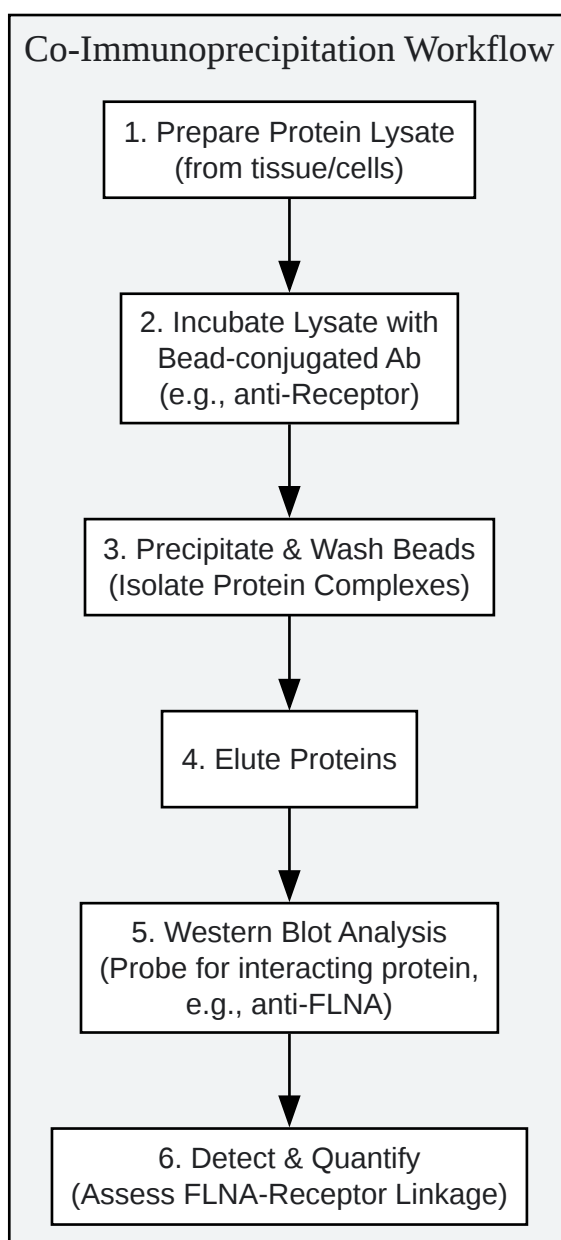 Co-Immunoprecipitation Workflow
1. Prepare Protein Lysate
(from tissue/cells)
2. Incubate Lysate with
Bead-conjugated Ab
(e.g., anti-Receptor)
3. Precipitate & Wash Beads
(Isolate Protein Complexes)
4. Elute Proteins
5. Western Blot Analysis
(Probe for interacting protein,
e.g., anti-FLNA)
6. Detect & Quantify
(Assess FLNA-Receptor Linkage)